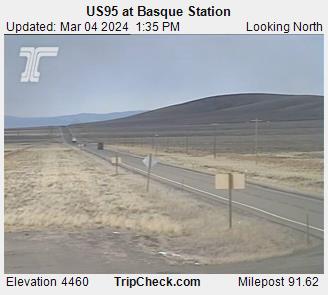 US95 at Basque Station
Updated: Mar 04 2024 1:35 PM Looking North
Elevation 4460 TripCheck.com Milepost 91.62